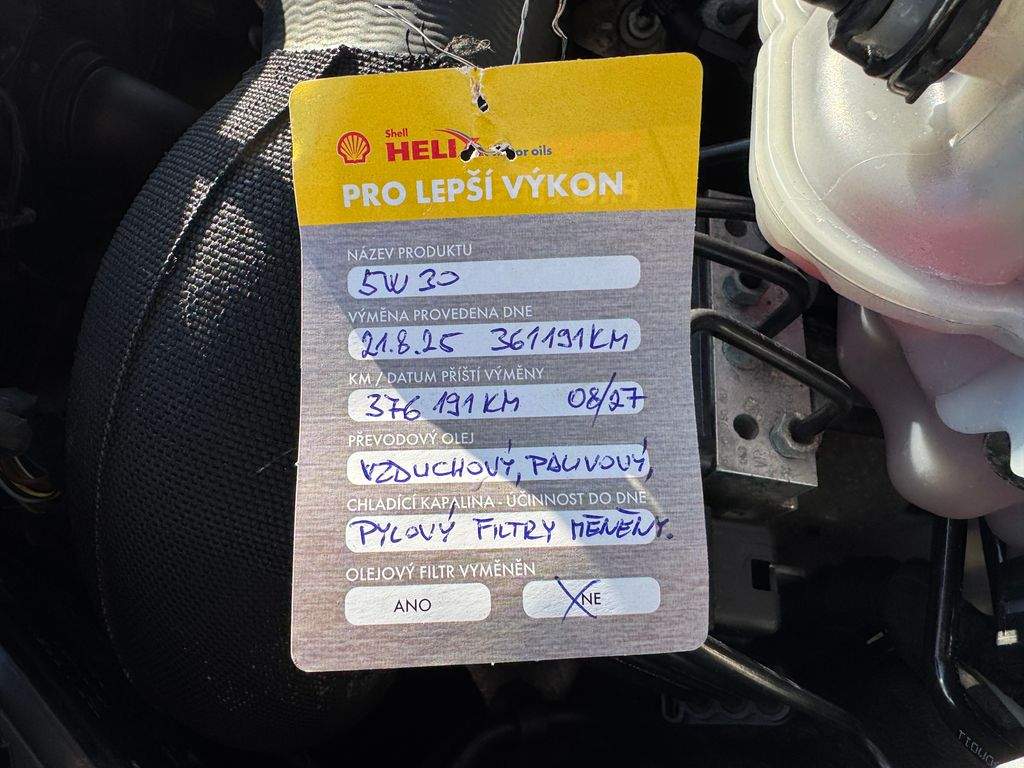 Shell
HELIX
or oils
PRO LEPŠÍ VÝKON
NÁZEV PRODUKTU
5W 30
VÝMĚNA PROVEDENA DNE
21.8.25 361191KM
KM / DATUM PŘÍŠTÍ VÝMĚNY
376 191 KM 08/27
PŘEVODOVÝ OLEJ
VZDUCHOVÝ, PALIVOVÝ,
CHLADÍCÍ KAPALINA - ÚČINNOST DO DNE
PYLOVÝ FILTRY MĚNĚNY.
OLEJOVÝ FILTR VYMĚNĚN
ANO NE